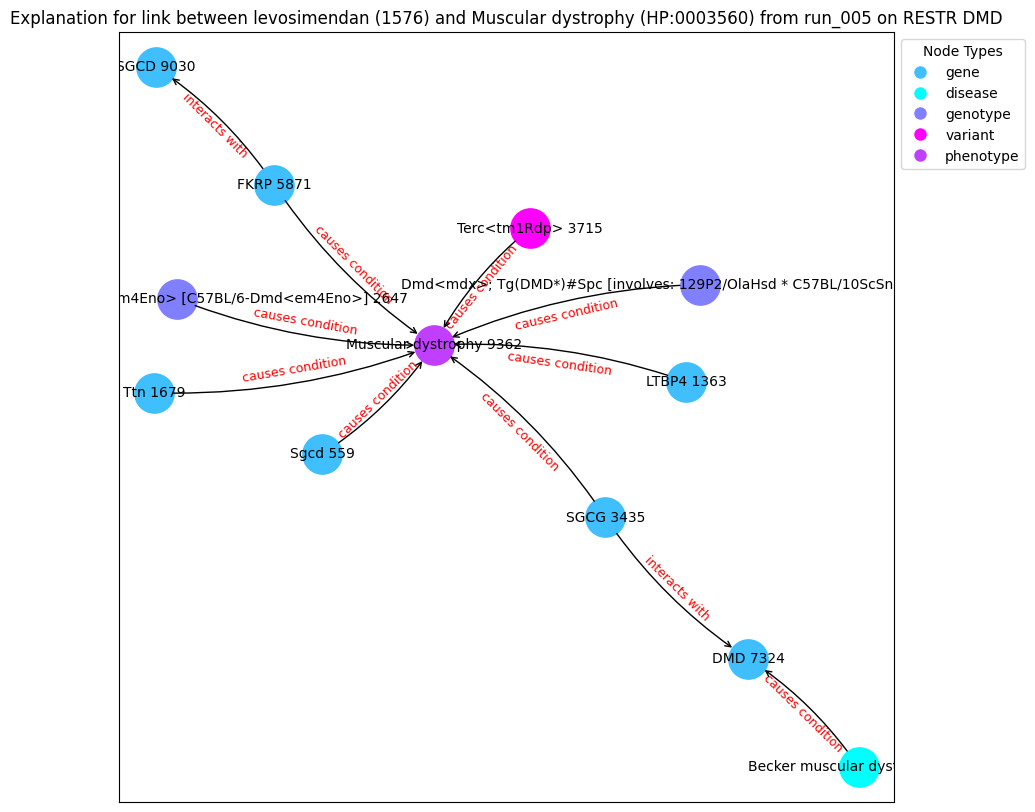 Explanation for link between levosimendan (1576) and Muscular dystrophy (HP:0003560) from run_005 on RESTR DMD
Node Types
gene
disease
genotype
variant
phenotype
SGCD 9030
interacts with
FKRP 5871
causes condition
Terc<tm1Rdp> 3715
causes condition
Dmd<mdx>; Tg(DMD*)#Spc [involves: 129P2/OlaHsd * C57BL/10ScSn
causes condition
m4Eno> [C57BL/6-Dmd<em4Eno>] 2647
causes condition
Muscular dystrophy 9362
causes condition
LTBP4 1363
Ttn 1679
causes condition
causes condition
Sgcd 559
causes condition
SGCG 3435
interacts with
DMD 7324
causes condition
Becker muscular dyst